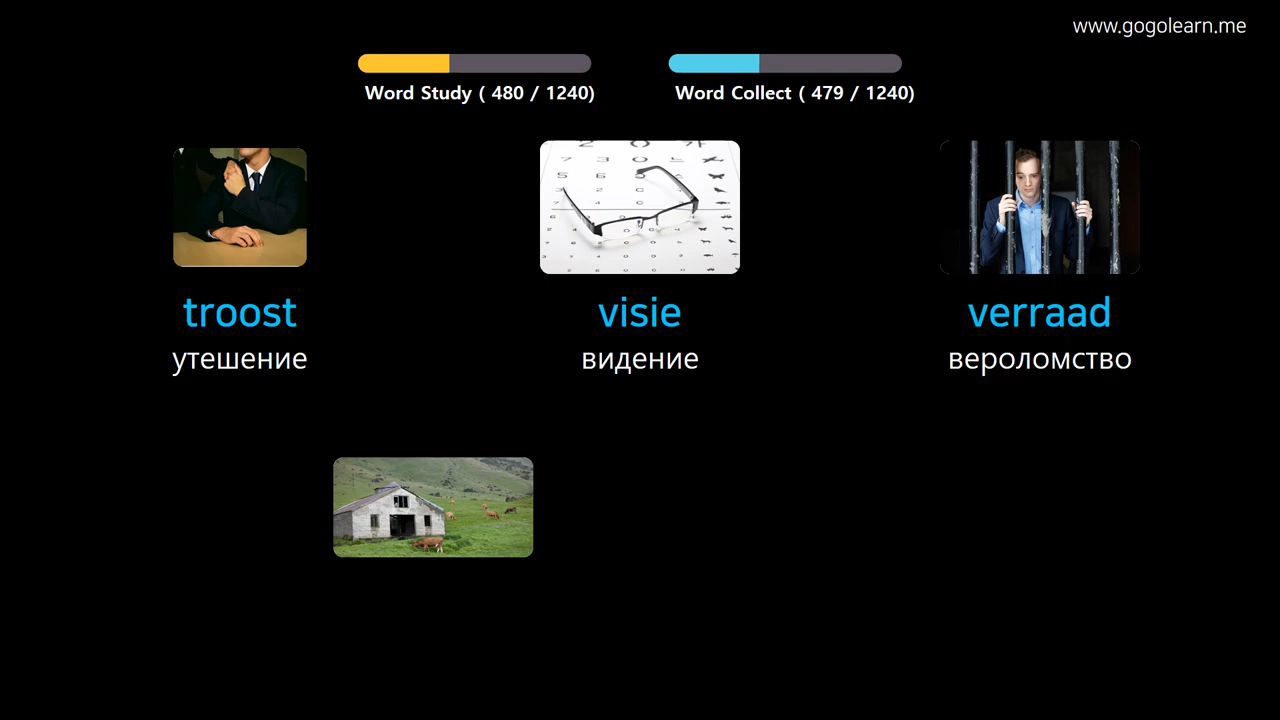 www.gogolearn.me
Word Study ( 480 / 1240)
Word Collect ( 479 / 1240)
troost
visie
verraad
утешение
видение
вероломство